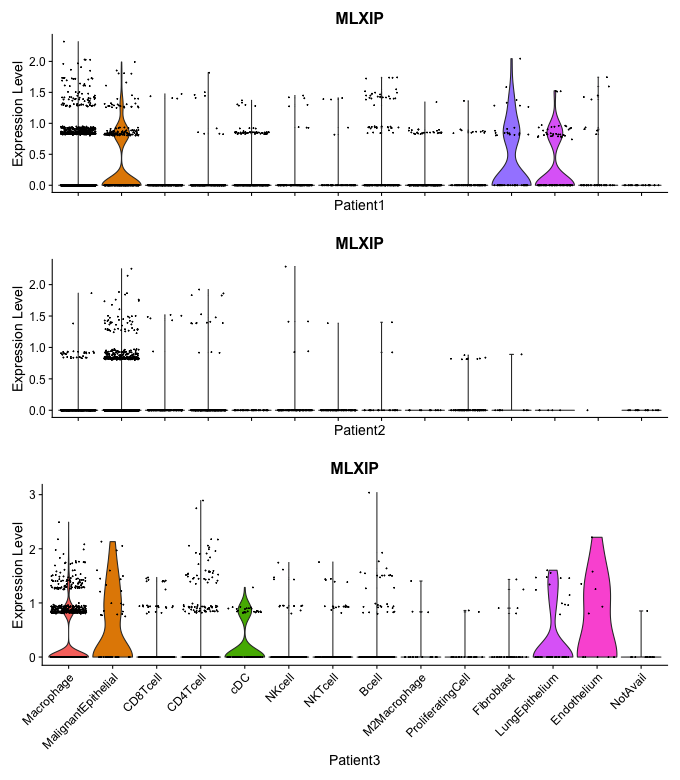 MLXIP
Expression Level
2.0
1.5
1.0
0.5
0.0
Patient1
MLXIP
Expression Level
2.0
1.5
1.0
0.5
0.0
Patient2
MLXIP
Expression Level
3
2
1
0
Macrophage
MalignantEpithelial
CD8Tcell
CD4Tcell
cDC
NKcell
NKTcell
Bcell
M2Macrophage
ProliferatingCell
Fibroblast
LungEpithelium
Endothelium
NotAvail
Patient3